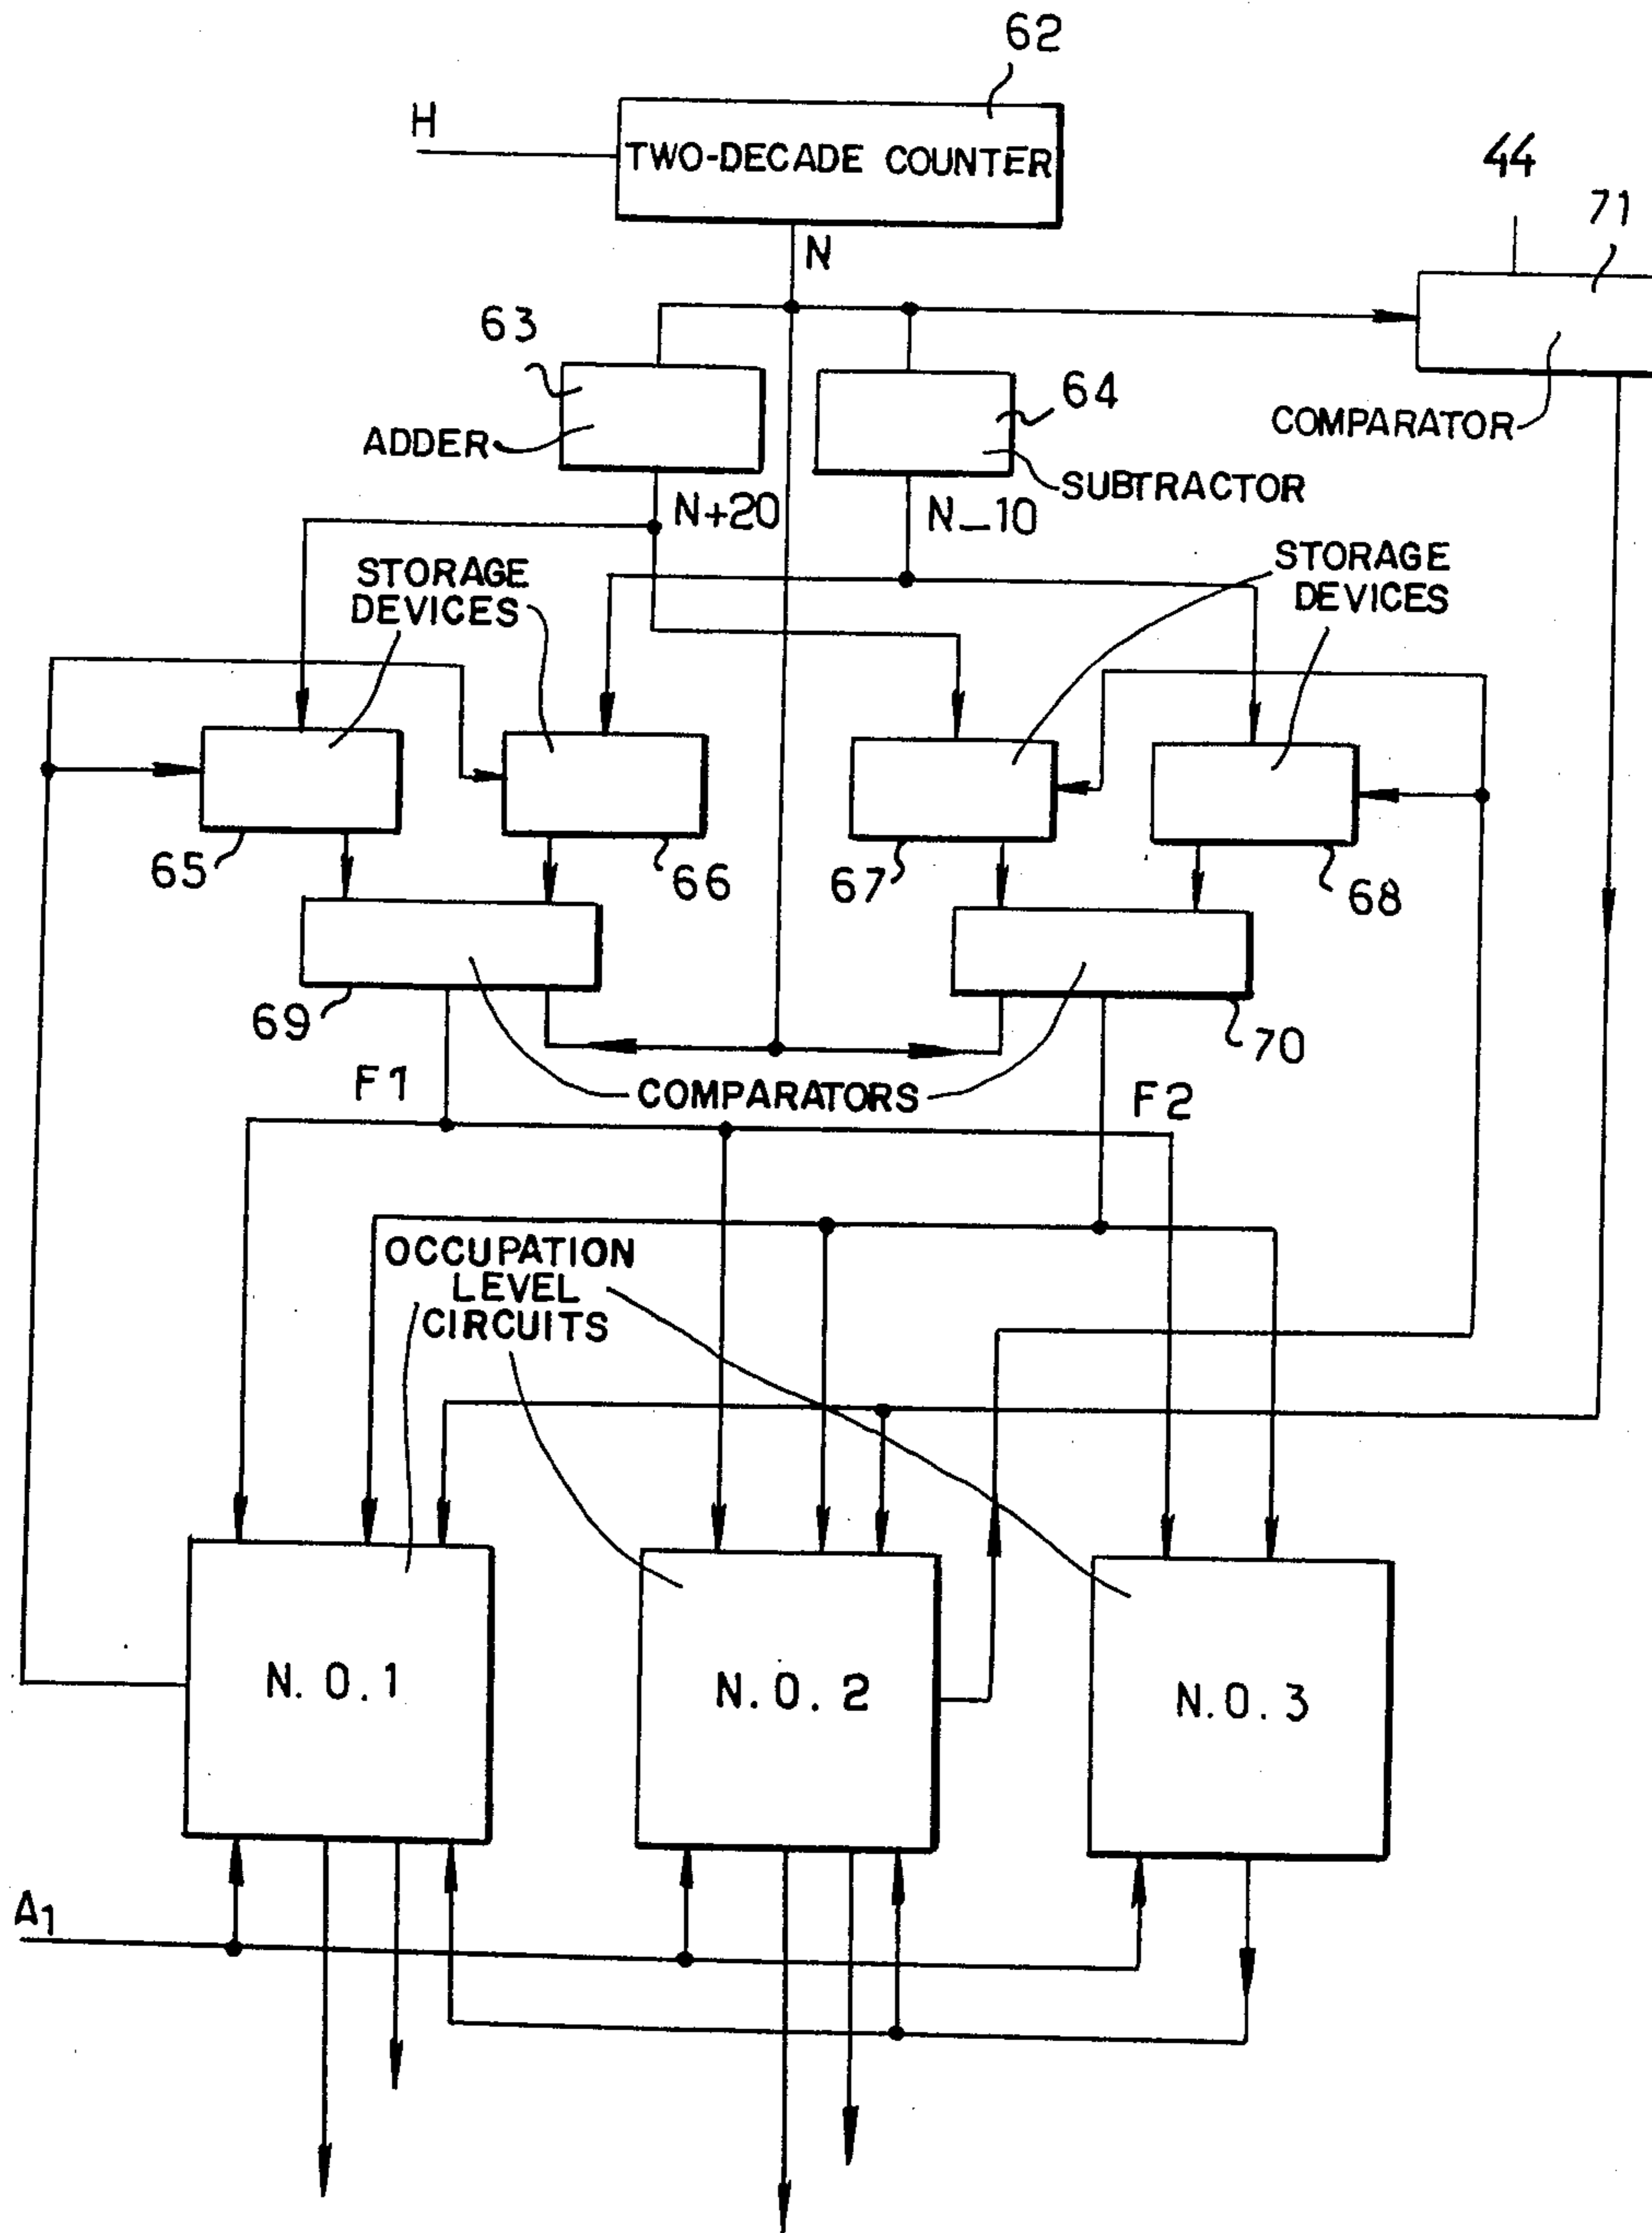 62
H
TWO-DECADE COUNTER
44
71
N
63
64
ADDER
COMPARATOR
SUBTRACTOR
N+20
N-10
STORAGE
DEVICES
STORAGE
DEVICES
65
66
67
68
69
70
F1
COMPARATORS
F2
OCCUPATION
LEVEL
CIRCUITS
N.O.1
N.O.2
N.O.3
A1